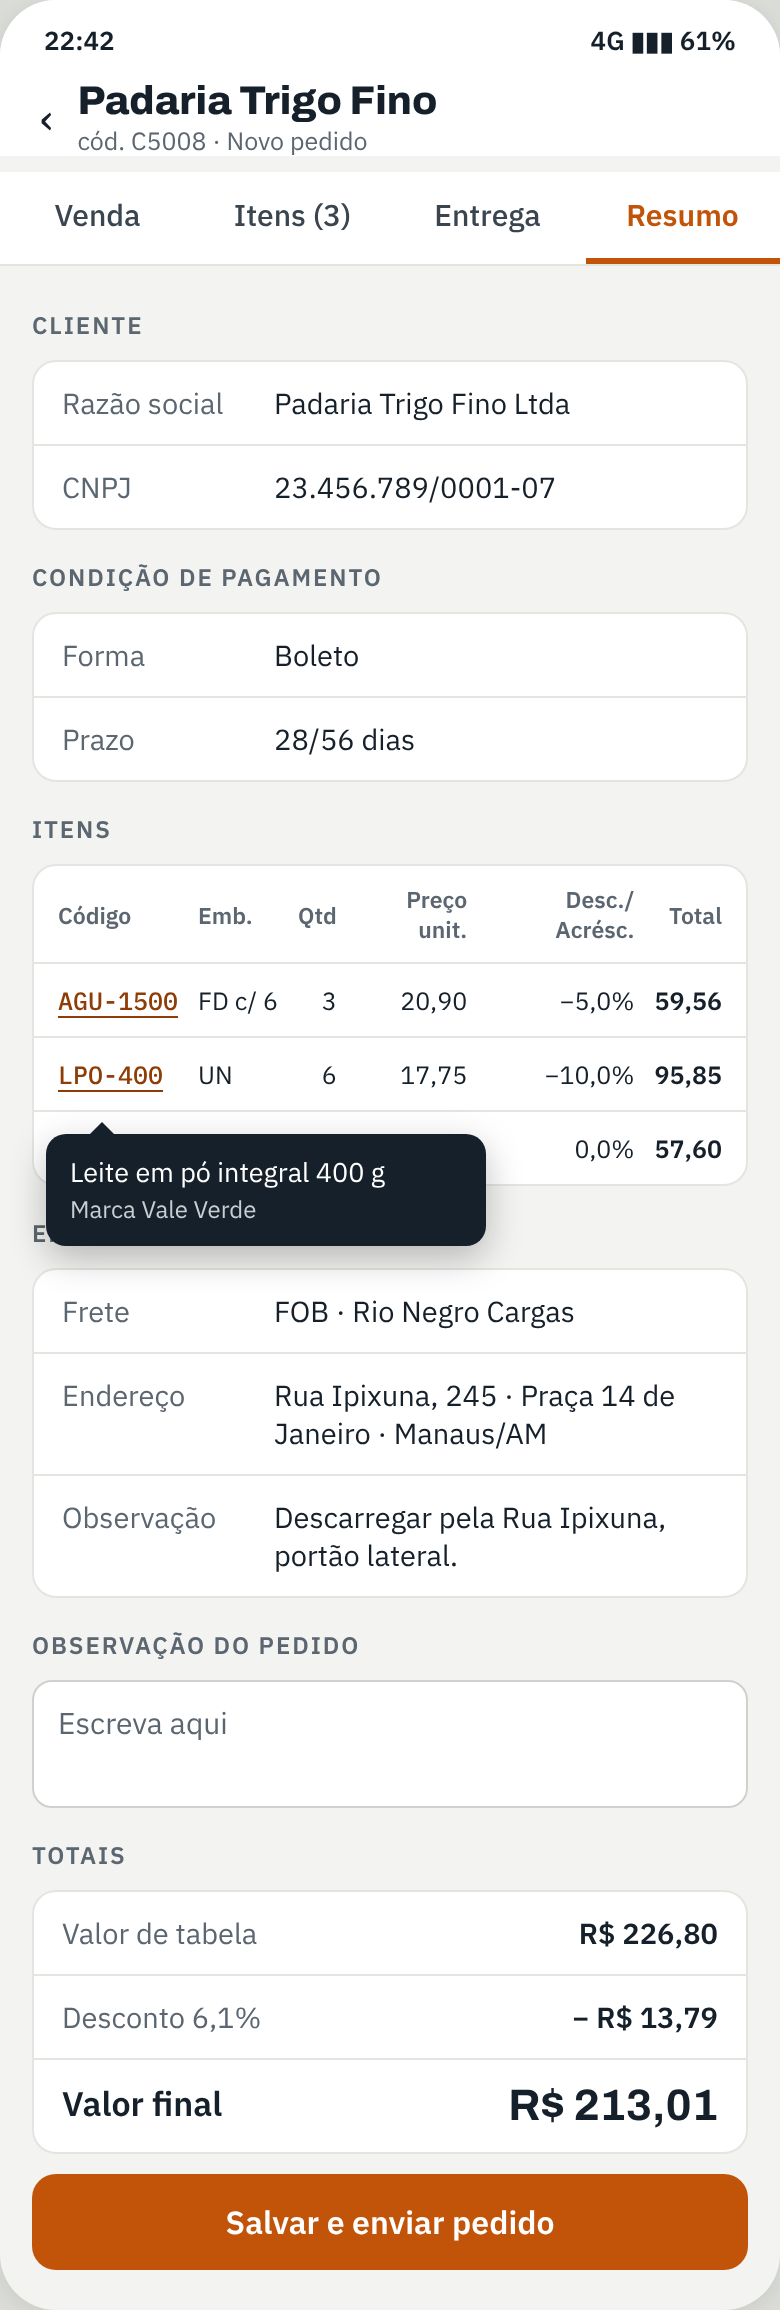 22:42
4G 61%
Padaria Trigo Fino
cód. C5008 · Novo pedido
Venda Itens (3) Entrega Resumo
CLIENTE
Razão social Padaria Trigo Fino Ltda
CNPJ 23.456.789/0001-07
CONDIÇÃO DE PAGAMENTO
Forma Boleto
Prazo 28/56 dias
ITENS
Código Emb. Qtd Preço unit. Desc./Acrésc. Total
AGU-1500 FD c/ 6 3 20,90 −5,0% 59,56
LPO-400 UN 6 17,75 −10,0% 95,85
0,0% 57,60
Leite em pó integral 400 g
Marca Vale Verde
Frete FOB · Rio Negro Cargas
Endereço Rua Ipixuna, 245 · Praça 14 de
Janeiro · Manaus/AM
Observação Descarregar pela Rua Ipixuna,
portão lateral.
OBSERVAÇÃO DO PEDIDO
Escreva aqui
TOTAIS
Valor de tabela R$ 226,80
Desconto 6,1% − R$ 13,79
Valor final R$ 213,01
Salvar e enviar pedido